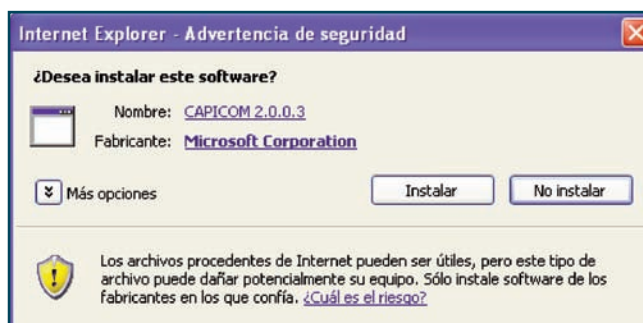 Internet Explorer - Advertencia de seguridad
¿Desea instalar este software?
Nombre: CAPICOM 2.0.0.3
Fabricante: Microsoft Corporation
Más opciones
Instalar
No instalar
Los archivos procedentes de Internet pueden ser útiles, pero este tipo de
archivo puede dañar potencialmente su equipo. Sólo instale software de los
fabricantes en los que confía. ¿Cuál es el riesgo?